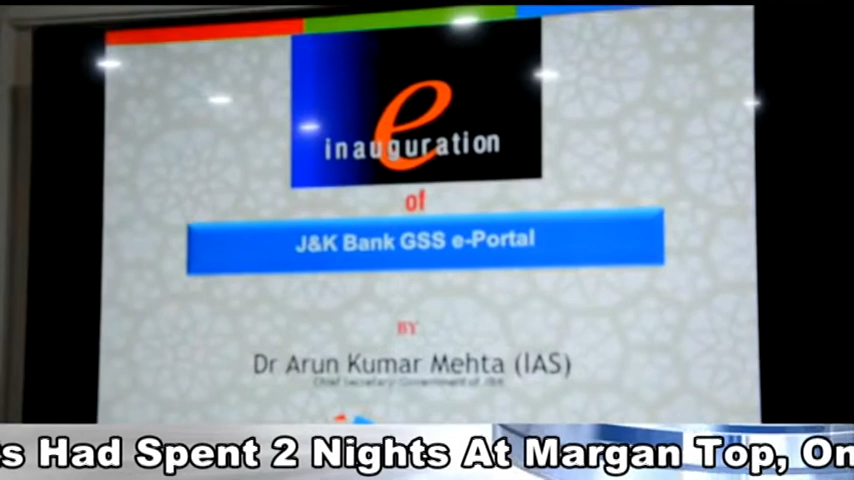 e
inauguration
of
J&K Bank GSS e-Portal
BY
Dr Arun Kumar Mehta (IAS)
Chief Secretary Government of J&K
s Had Spent 2 Nights At Margan Top, On